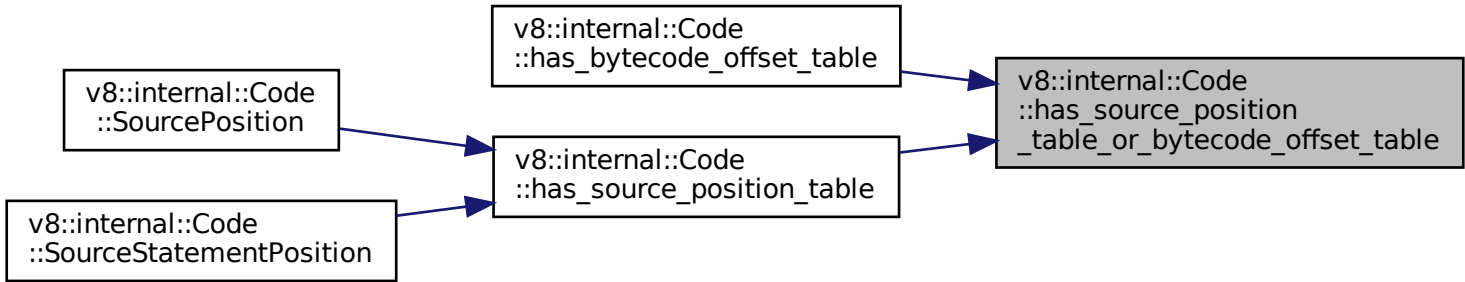 v8::internal::Code
::has_bytecode_offset_table
v8::internal::Code
::has_source_position
_table_or_bytecode_offset_table
v8::internal::Code
::SourcePosition
v8::internal::Code
::has_source_position_table
v8::internal::Code
::SourceStatementPosition